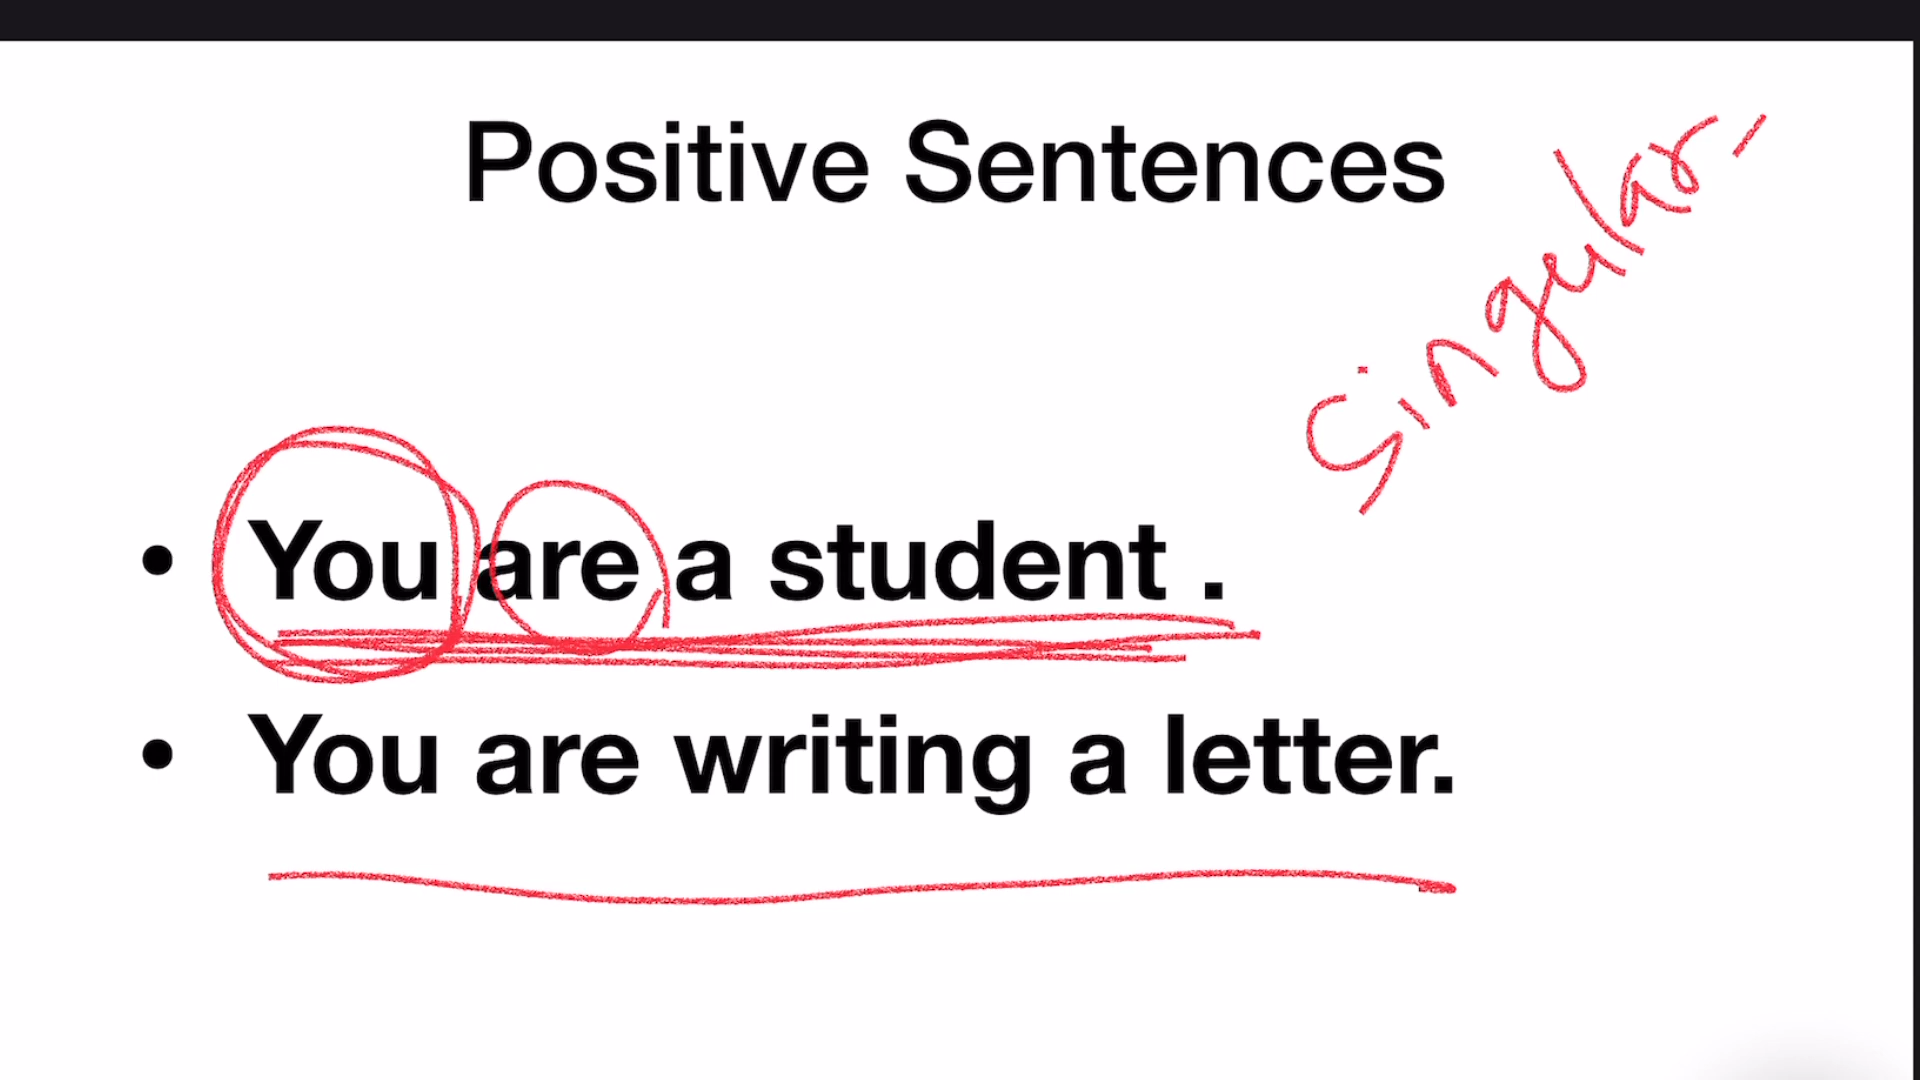 Positive Sentences
Singular -
• You are a student .
• You are writing a letter.